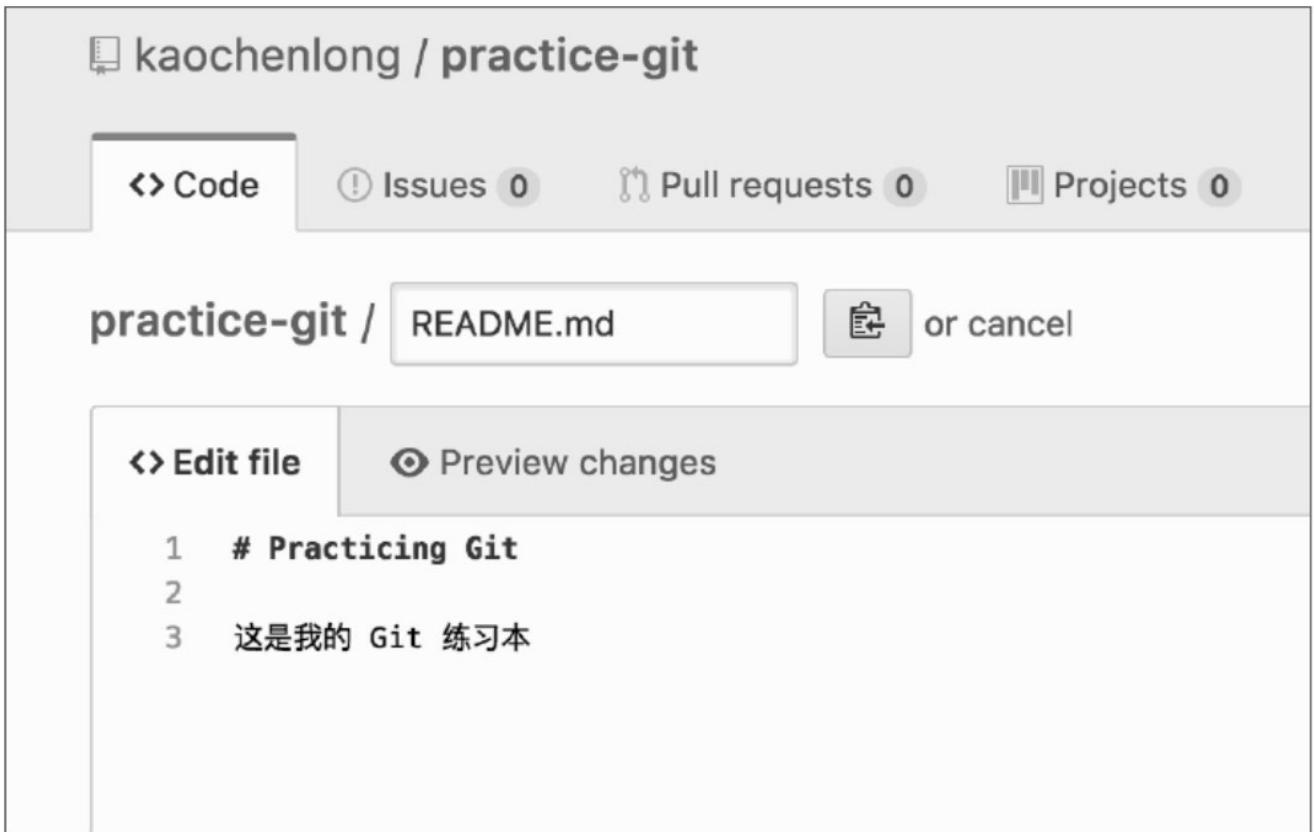 kaochenlong / practice-git
Code Issues 0 Pull requests 0 Projects 0
practice-git / README.md or cancel
Edit file Preview changes
1 # Practicing Git
2
3 这是我的 Git 练习本